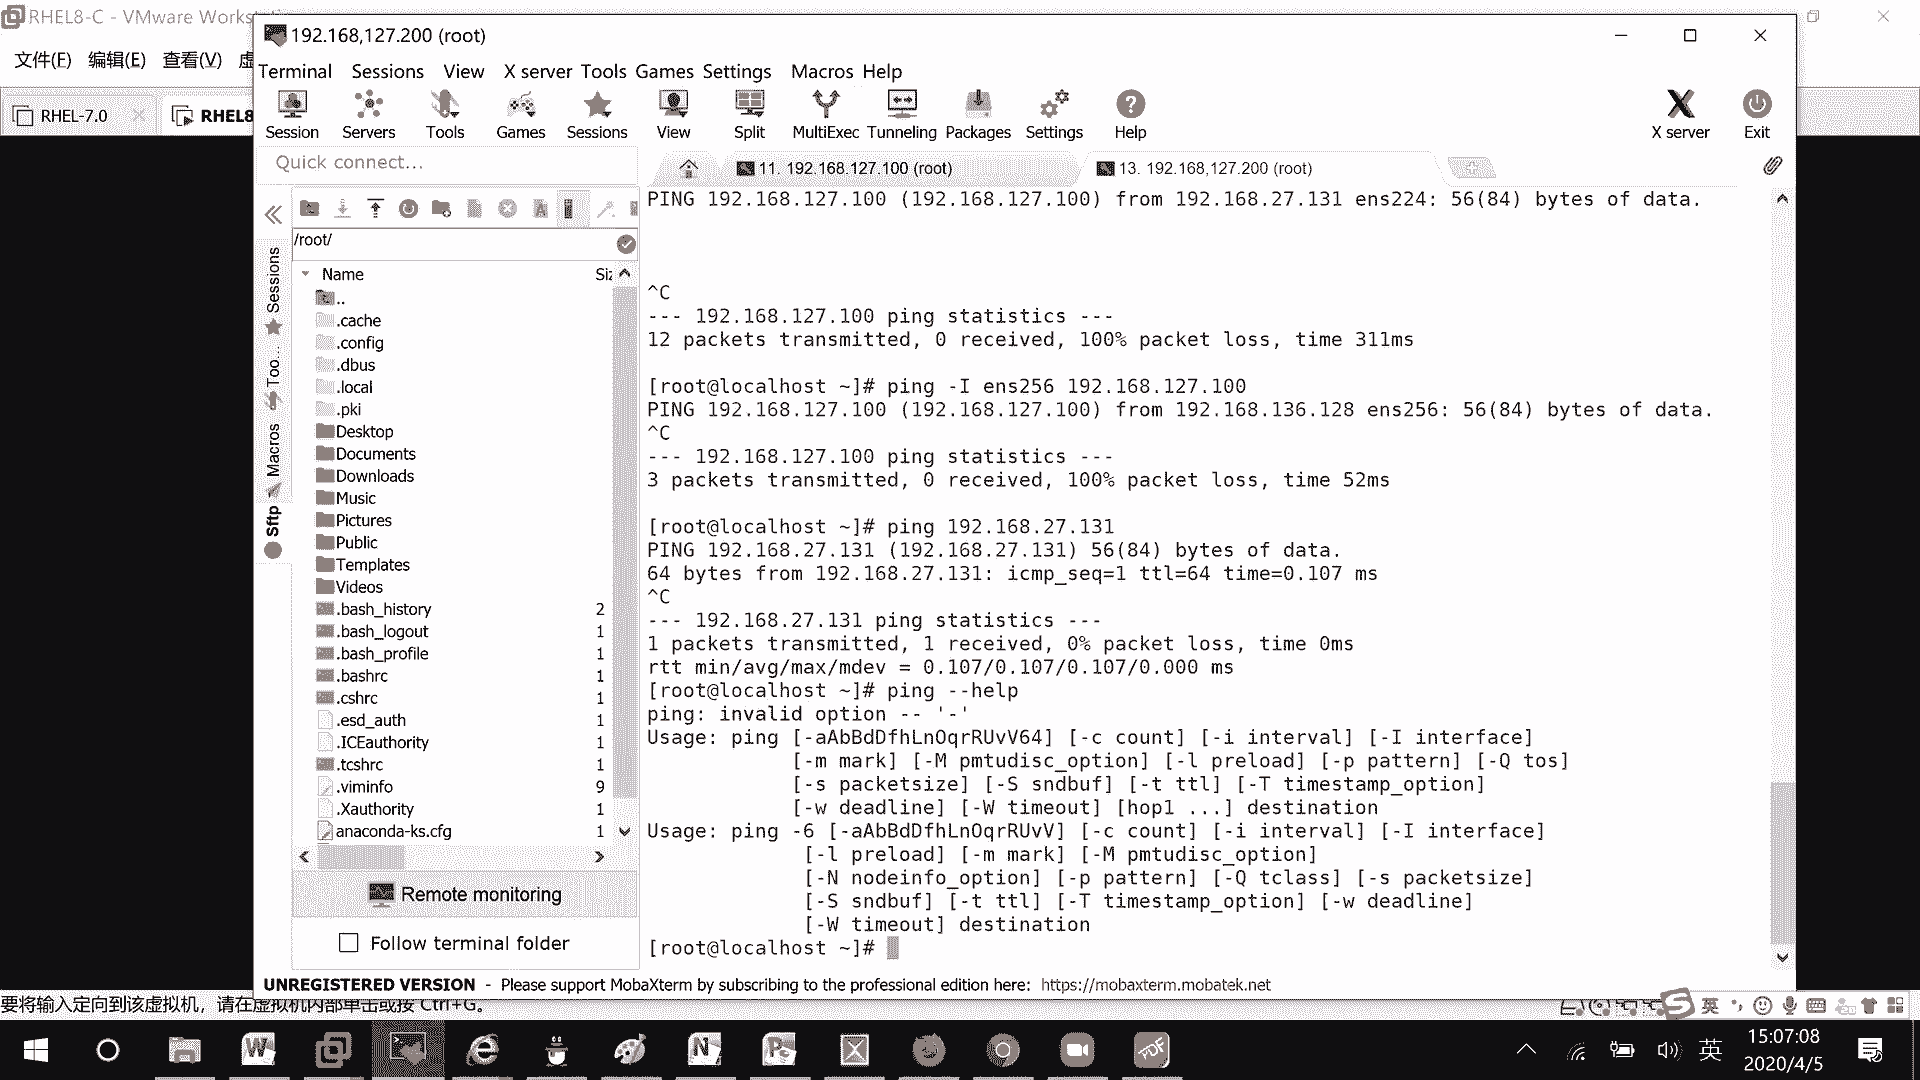 RHEL8-C - VMware Workst
192.168,127.200 (root)
文件(F) 编辑(E) 查看(V) 虚
Terminal Sessions View X server Tools Games Settings Macros Help
RHEL-7.0
RHEL8
Session Servers Tools Games Sessions View Split MultiExec Tunneling Packages Settings Help X server Exit
Quick connect...
11. 192.168.127.100 (root)
13. 192.168,127.200 (root)
/root/
Name Siz
..
.cache
.config
.dbus
.local
.pki
Desktop
Documents
Downloads
Music
Pictures
Public
Templates
Videos
.bash_history 2
.bash_logout 1
.bash_profile 1
.bashrc 1
.cshrc 1
.esd_auth 1
.ICEauthority 1
.tcshrc 1
.viminfo 9
.Xauthority 1
anaconda-ks.cfg 1
Sessions
Too...
Macros
Sftp
Remote monitoring
Follow terminal folder
PING 192.168.127.100 (192.168.127.100) from 192.168.27.131 ens224: 56(84) bytes of data.
^C
--- 192.168.127.100 ping statistics ---
12 packets transmitted, 0 received, 100% packet loss, time 311ms
[root@localhost ~]# ping -I ens256 192.168.127.100
PING 192.168.127.100 (192.168.127.100) from 192.168.136.128 ens256: 56(84) bytes of data.
^C
--- 192.168.127.100 ping statistics ---
3 packets transmitted, 0 received, 100% packet loss, time 52ms
[root@localhost ~]# ping 192.168.27.131
PING 192.168.27.131 (192.168.27.131) 56(84) bytes of data.
64 bytes from 192.168.27.131: icmp_seq=1 ttl=64 time=0.107 ms
^C
--- 192.168.27.131 ping statistics ---
1 packets transmitted, 1 received, 0% packet loss, time 0ms
rtt min/avg/max/mdev = 0.107/0.107/0.107/0.000 ms
[root@localhost ~]# ping --help
ping: invalid option -- '-'
Usage: ping [-aAbBdDfhLnOqrRUvV64] [-c count] [-i interval] [-I interface]
[-m mark] [-M pmtudisc_option] [-l preload] [-p pattern] [-Q tos]
[-s packetsize] [-S sndbuf] [-t ttl] [-T timestamp_option]
[-w deadline] [-W timeout] [hop1 ...] destination
Usage: ping -6 [-aAbBdDfhLnOqrRUvV] [-c count] [-i interval] [-I interface]
[-l preload] [-m mark] [-M pmtudisc_option]
[-N nodeinfo_option] [-p pattern] [-Q tclass] [-s packetsize]
[-S sndbuf] [-t ttl] [-T timestamp_option] [-w deadline]
[-W timeout] destination
[root@localhost ~]#
UNREGISTERED VERSION - Please support MobaXterm by subscribing to the professional edition here: https://mobaxterm.mobatek.net
要将输入定向到该虚拟机，请在虚拟机内部单击或按 Ctrl+G。
英
英
15:07:08
2020/4/5